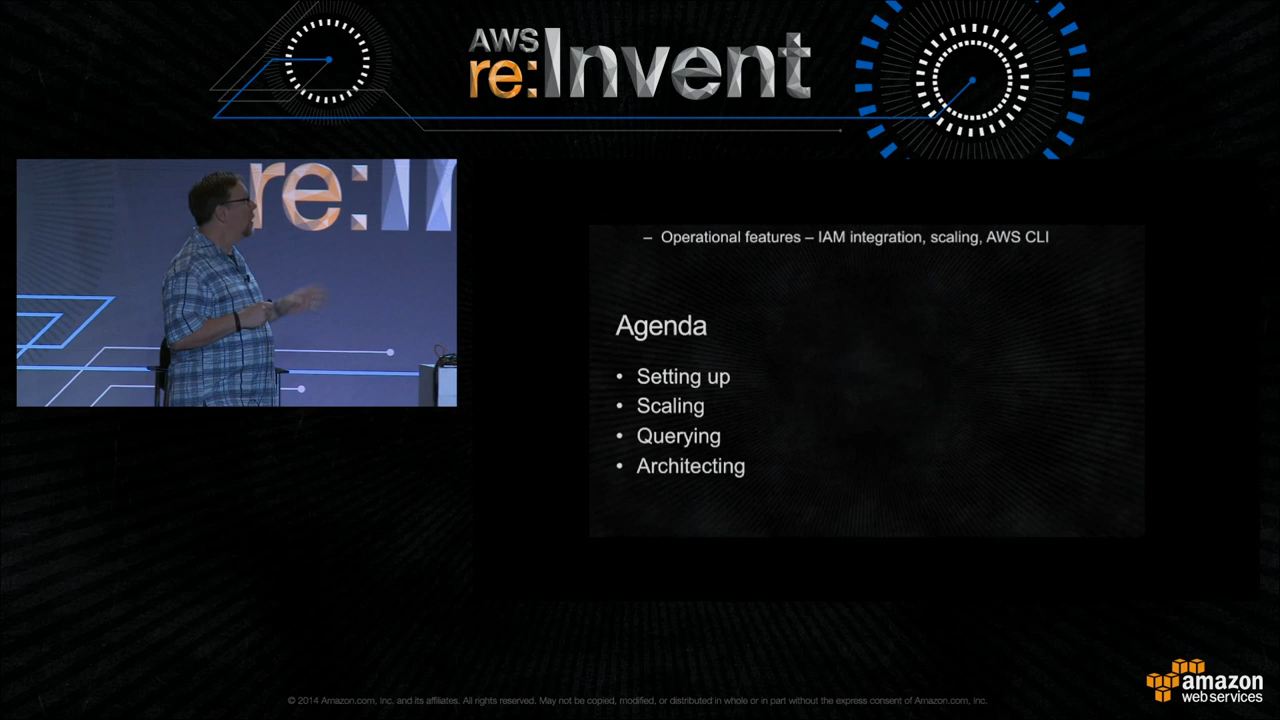 AWS
re:Invent
re:I
– Operational features – IAM integration, scaling, AWS CLI
Agenda
• Setting up
• Scaling
• Querying
• Architecting
amazon
web services
© 2014 Amazon.com, Inc. and its affiliates. All rights reserved. May not be copied, modified, or distributed in whole or in part without the express consent of Amazon.com, Inc.